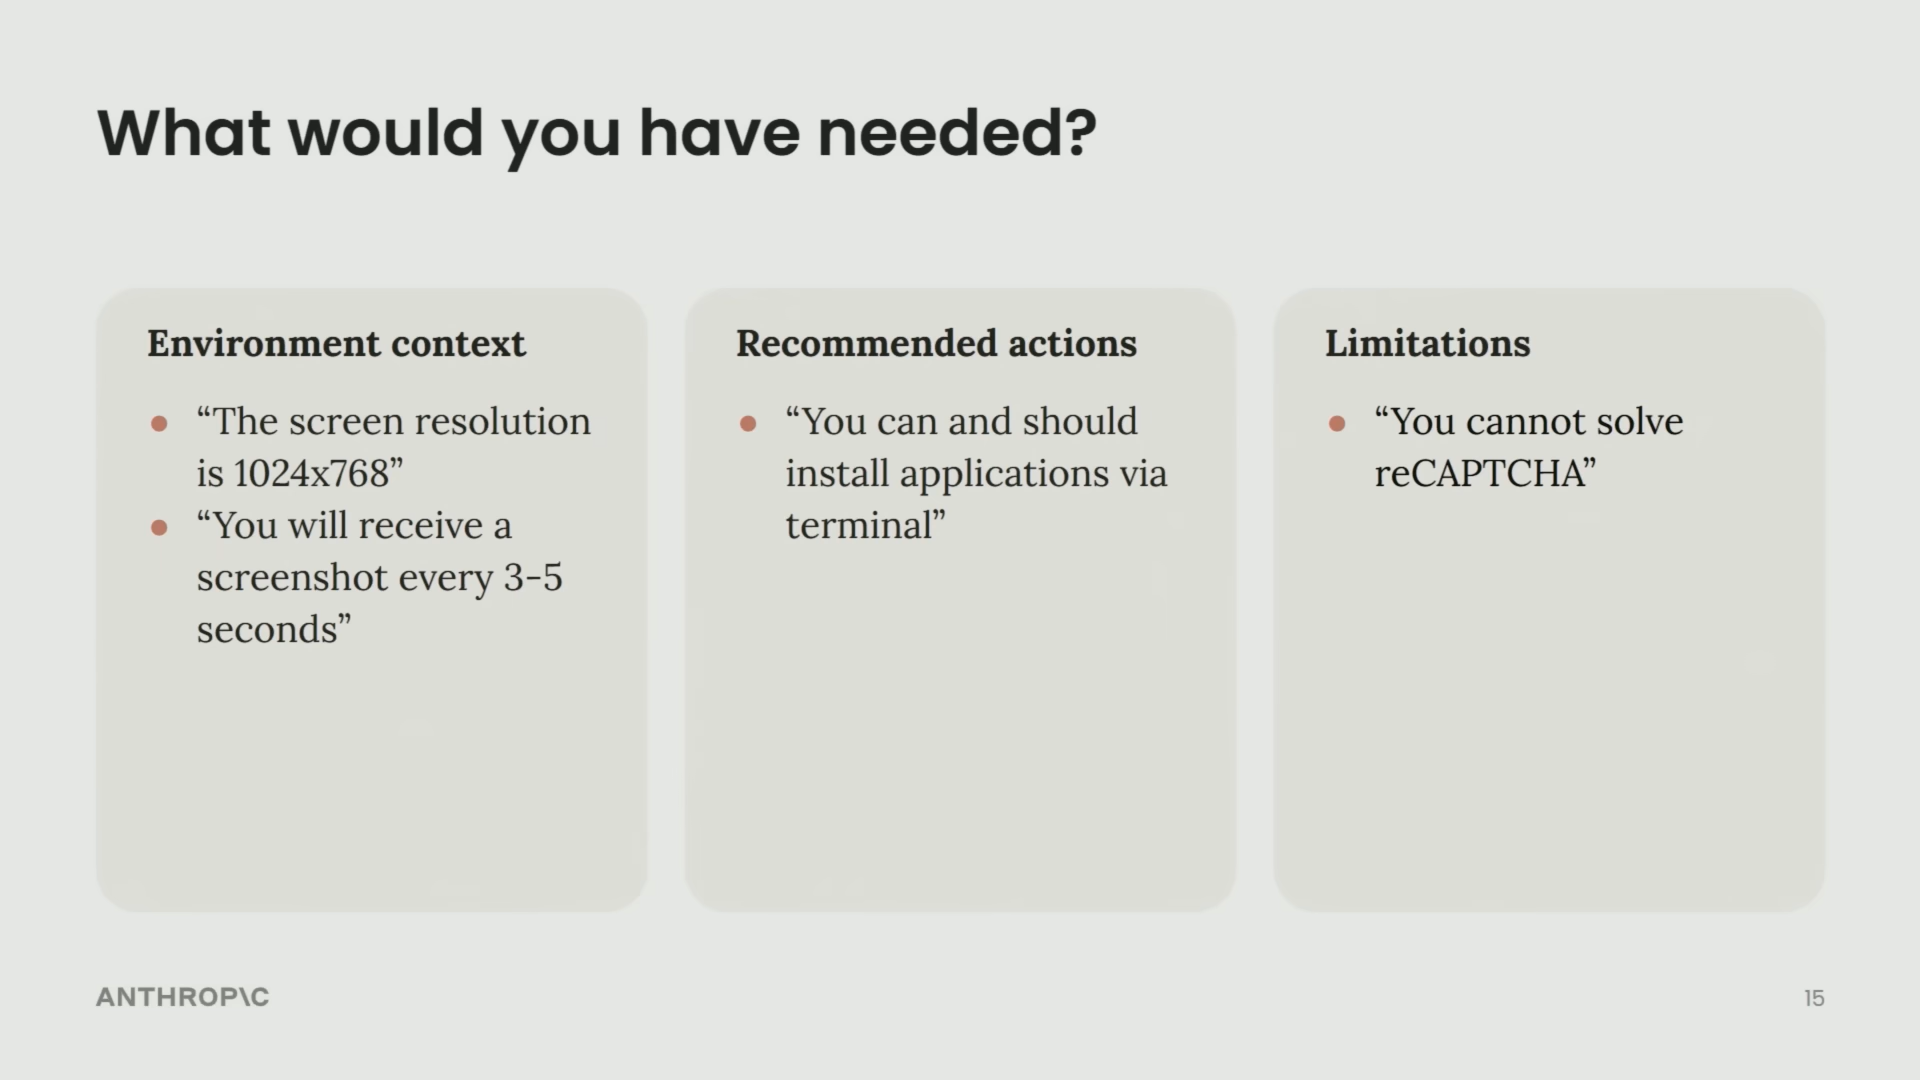 What would you have needed?
Environment context
• “The screen resolution
is 1024x768”
• “You will receive a
screenshot every 3-5
seconds”
Recommended actions
• “You can and should
install applications via
terminal”
Limitations
• “You cannot solve
reCAPTCHA”
ANTHROP\C
15